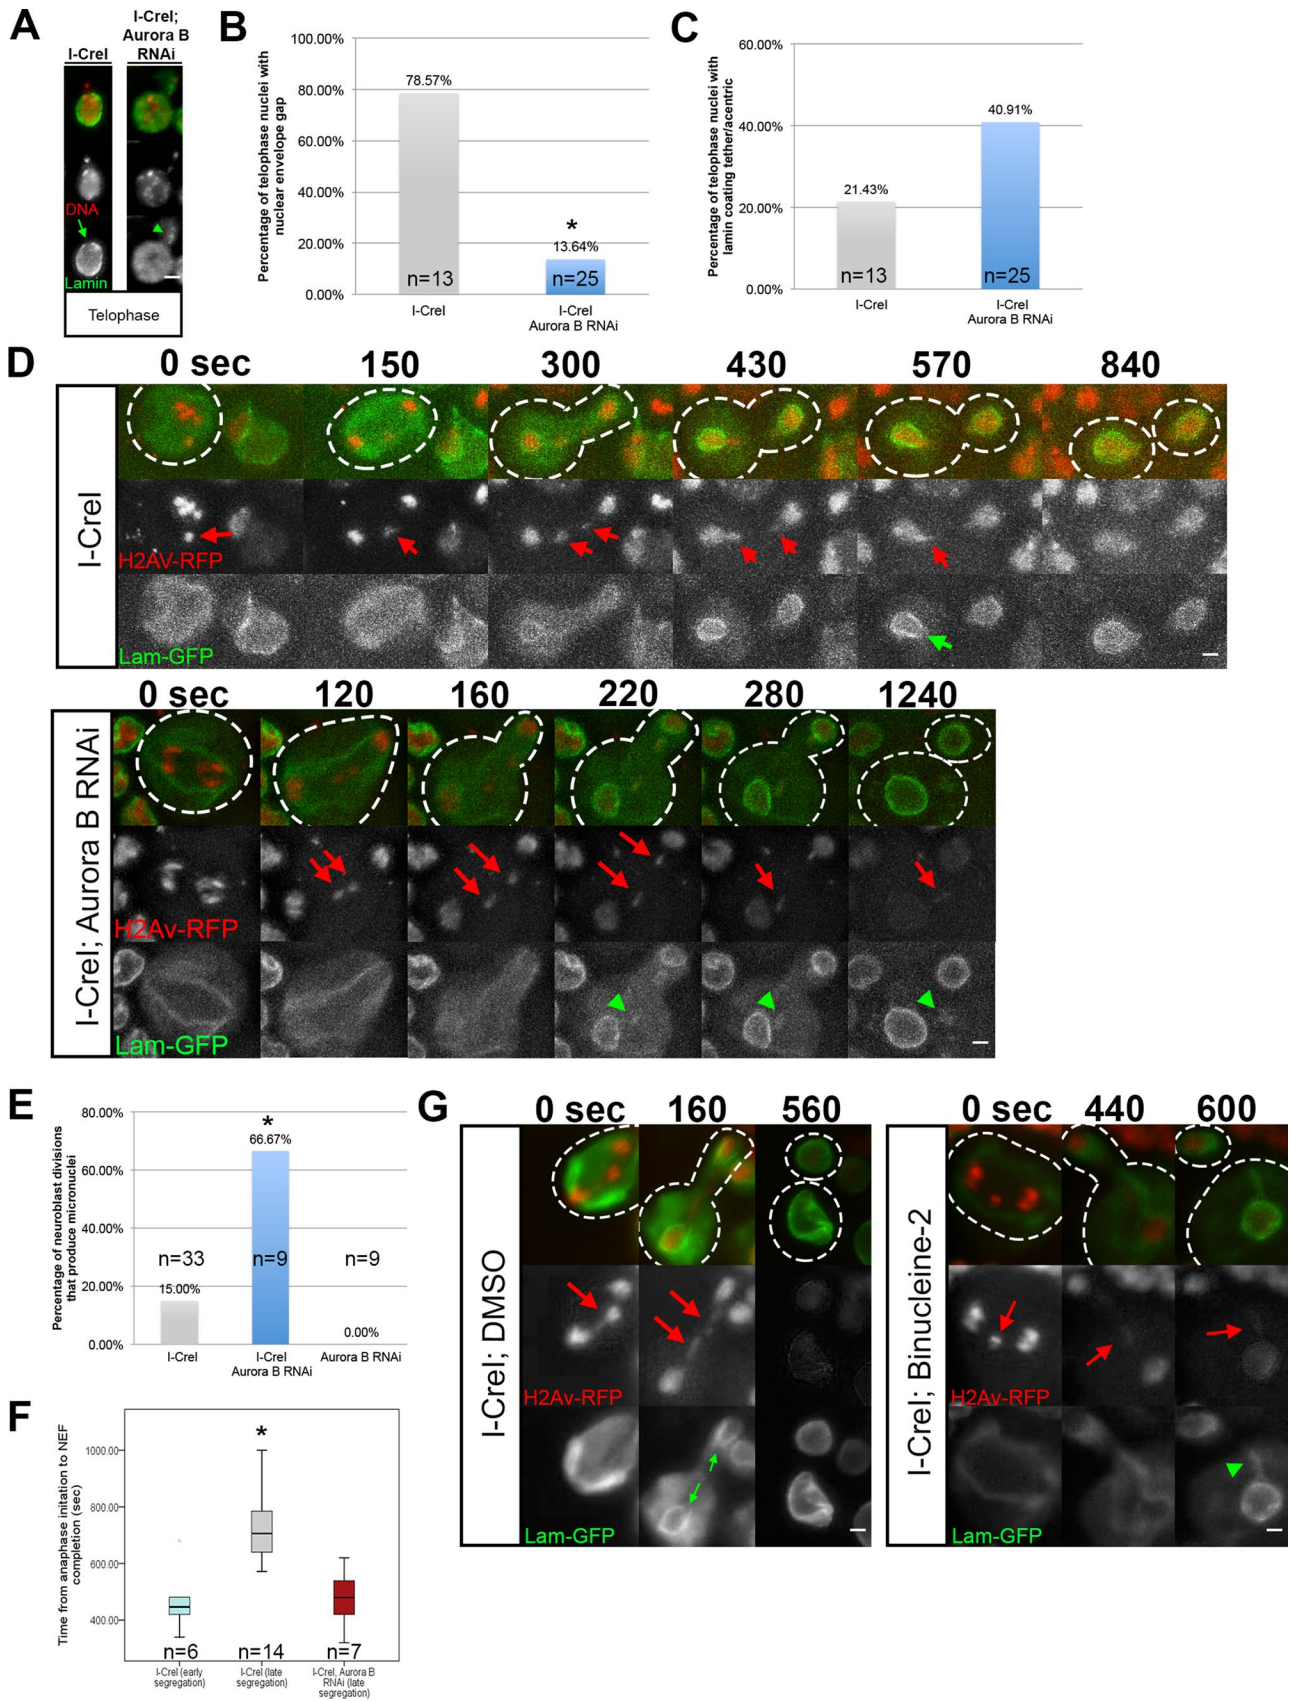 A
I-CreI
I-CreI;
Aurora B
RNAi
DNA
Lamin
Telophase
B
Percentage of telophase nuclei with
nuclear envelope gap
100.00%
80.00%
60.00%
40.00%
20.00%
0.00%
78.57%
*
13.64%
n=13
n=25
I-CreI
I-CreI
Aurora B RNAi
C
Percentage of telophase nuclei with
lamin coating tether/acentric
60.00%
40.00%
20.00%
0.00%
21.43%
40.91%
n=13
n=25
I-CreI
I-CreI
Aurora B RNAi
D
0 sec 150 300 430 570 840
I-CreI
H2AV-RFP
Lam-GFP
0 sec 120 160 220 280 1240
I-CreI; Aurora B RNAi
H2Av-RFP
Lam-GFP
E
Percentage of neuroblast divisions
that produce micronuclei
80.00%
60.00%
40.00%
20.00%
0.00%
*
66.67%
n=33
n=9
n=9
15.00%
0.00%
I-CreI
I-CreI
Aurora B RNAi
Aurora B RNAi
F
Time from anaphase initation to NEF
completion (sec)
1000.00
800.00
600.00
400.00
*
n=6
n=14
n=7
I-CreI (early
segregation)
I-CreI (late
segregation)
I-CreI, Aurora B
RNAi (late
segregation)
G
0 sec 160 560
I-CreI; DMSO
H2Av-RFP
Lam-GFP
0 sec 440 600
I-CreI; Binucleine-2
H2Av-RFP
Lam-GFP